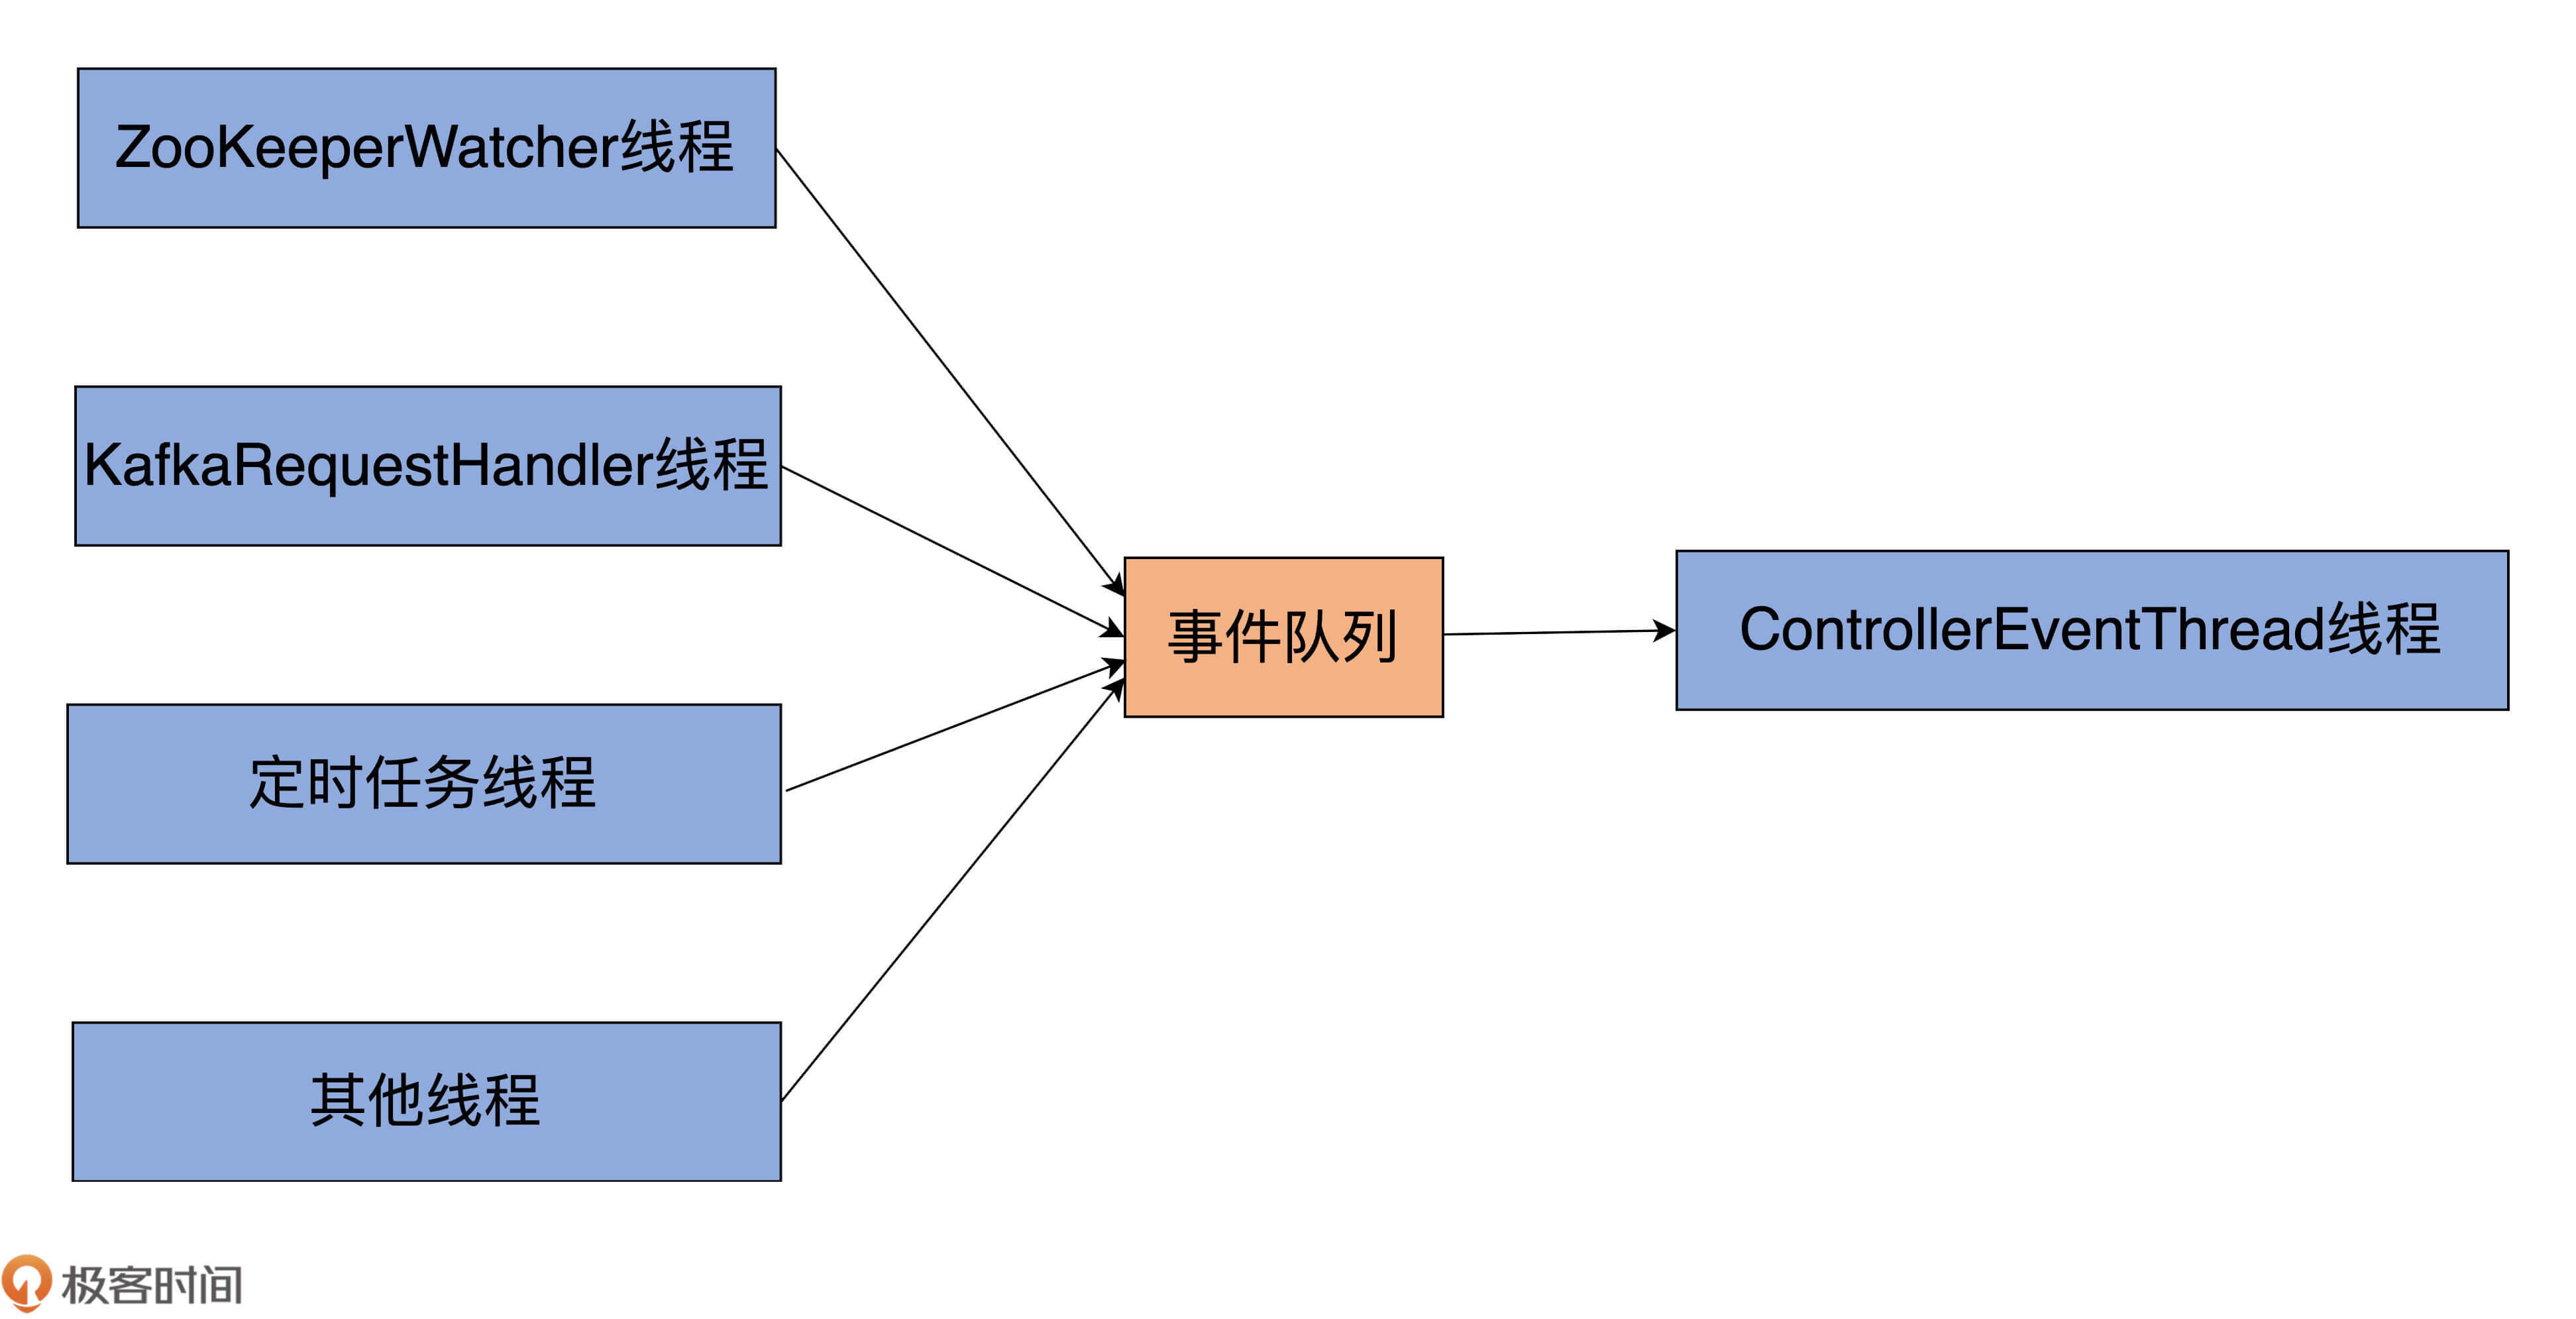 ZooKeeperWatcher线程
KafkaRequestHandler线程
定时任务线程
其他线程
事件队列
ControllerEventThread线程
极客时间